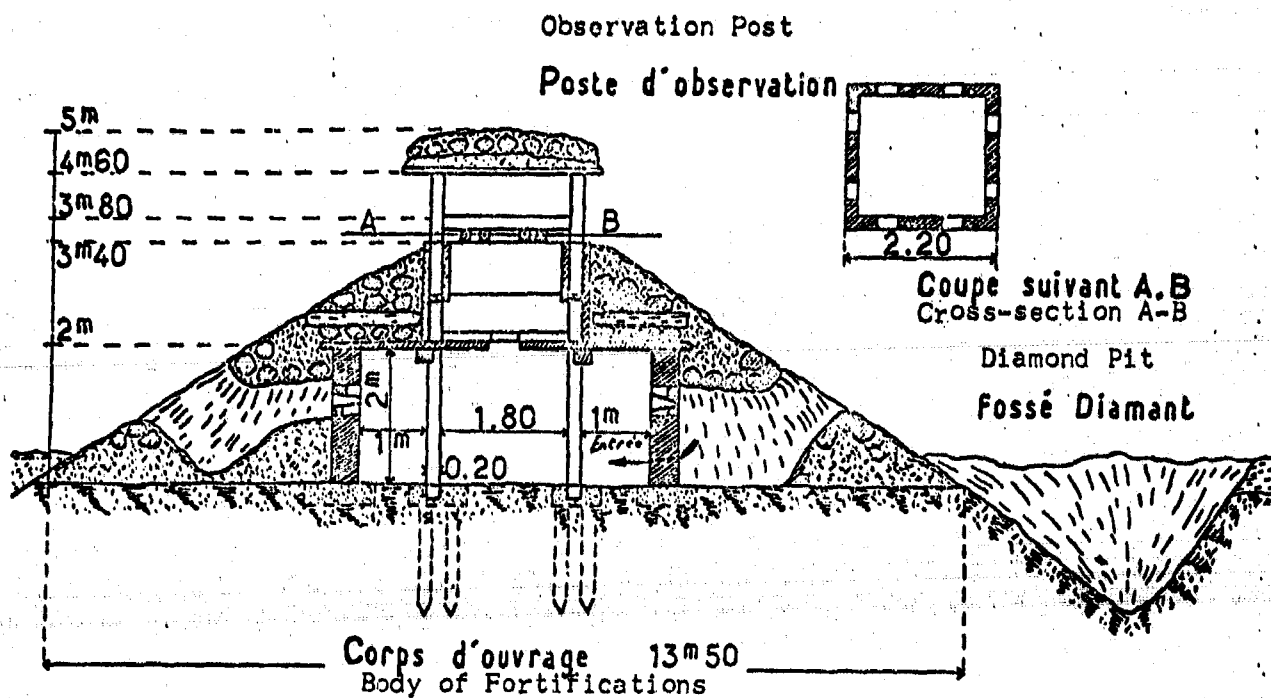 Observation Post
Poste d'observation
5m
4m60
3m80
A B
3m40
2m
2.20
Coupe suivant A.B
Cross-section A-B
Diamond Pit
Fossé Diamant
2m
1.80
1m
1m
Entrée
0.20
Corps d'ouvrage 13m50
Body of Fortifications